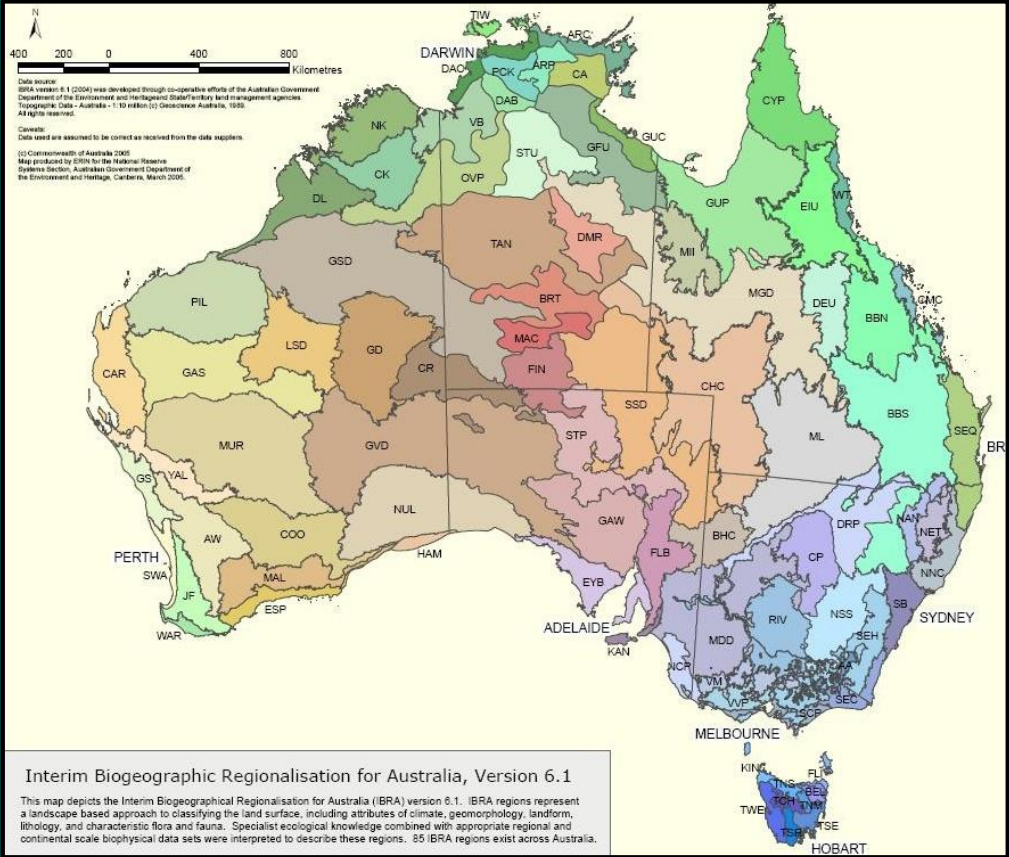 N
400 200 0 400 800
Kilometres
Data source:
IBRA version 6.1 (2004) was developed through co-operative efforts of the Australian Government
Department of the Environment and Heritageand State/Territory land management agencies.
Topographic Data - Australia - 1:10 million (c) Geoscience Australia, 1989.
All rights reserved.
Caveats:
Data used are assumed to be correct as received from the data suppliers.
(c) Commonwealth of Australia 2005
Map produced by ERIN for the National Reserve
Systems Section, Australian Government Department of
the Environment and Heritage, Canberra, March 2005.
TIW
DARWIN
ARC
DAC
PCK
ARP
CA
DAB
CYP
NK
VB
GUC
STU
GFU
CK
OVP
DL
GUP
EIU
WT
TAN
DMR
MII
GSD
MGD
PIL
BRT
DEU
CMC
BBN
LSD
GD
MAC
CAR
GAS
CR
FIN
CHC
SSD
BBS
SEQ
MUR
GVD
STP
ML
BR
GS
YAL
NUL
GAW
DRP
NAN
NET
AW
COO
HAM
BHC
FLB
CP
PERTH
SWA
MAL
EYB
NNC
JF
ESP
ADELAIDE
SB
SYDNEY
WAR
KAN
RIV
NSS
SEH
MDD
NCP
AA
VM
VVP
SEC
SCP
MELBOURNE
KING
FLI
TNS
BEL
TWE
TCH
TNM
TSE
TSR
HOBART
Interim Biogeographic Regionalisation for Australia, Version 6.1
This map depicts the Interim Biogeographical Regionalisation for Australia (IBRA) version 6.1. IBRA regions represent
a landscape based approach to classifying the land surface, including attributes of climate, geomorphology, landform,
lithology, and characteristic flora and fauna. Specialist ecological knowledge combined with appropriate regional and
continental scale biophysical data sets were interpreted to describe these regions. 85 IBRA regions exist across Australia.